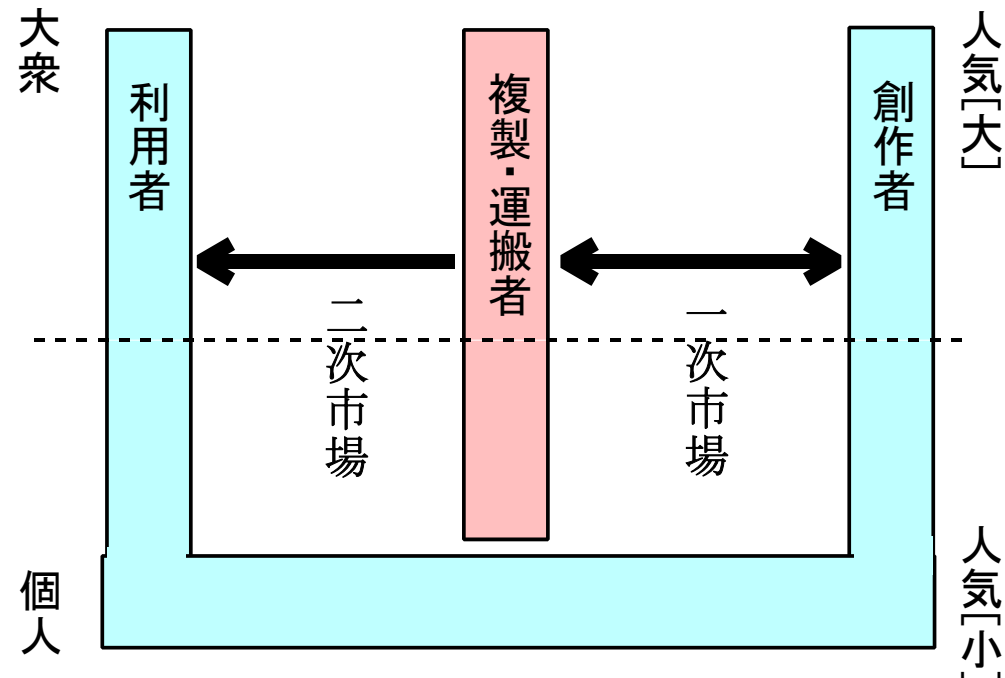 大衆
利用者
複製・運搬者
創作者
人気[大]
二次市場
一次市場
個人
人気[小]